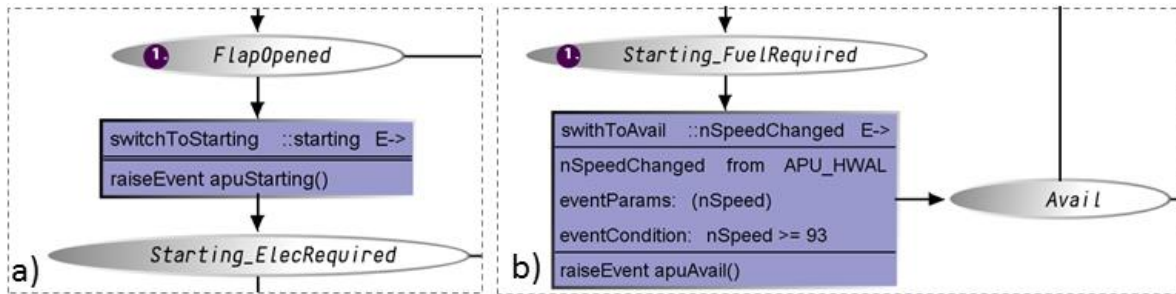 1. FlapOpened
switchToStarting ::starting E->
raiseEvent apuStarting()
Starting_ElecRequired
a)
1. Starting_FuelRequired
swithToAvail ::nSpeedChanged E->
nSpeedChanged from APU_HWAL
eventParams: (nSpeed)
eventCondition: nSpeed >= 93
raiseEvent apuAvail()
Avail
b)